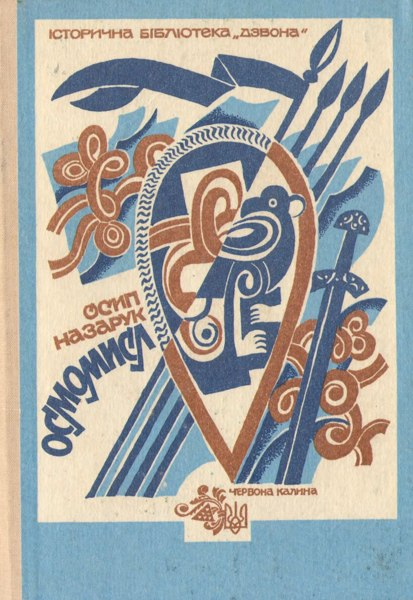 ІСТОРИЧНА БІБЛІОТЕКА „ДЗВОНА“
ОСИП
НАЗАРУК
ОСМОМИСЛ
ЧЕРВОНА КАЛИНА